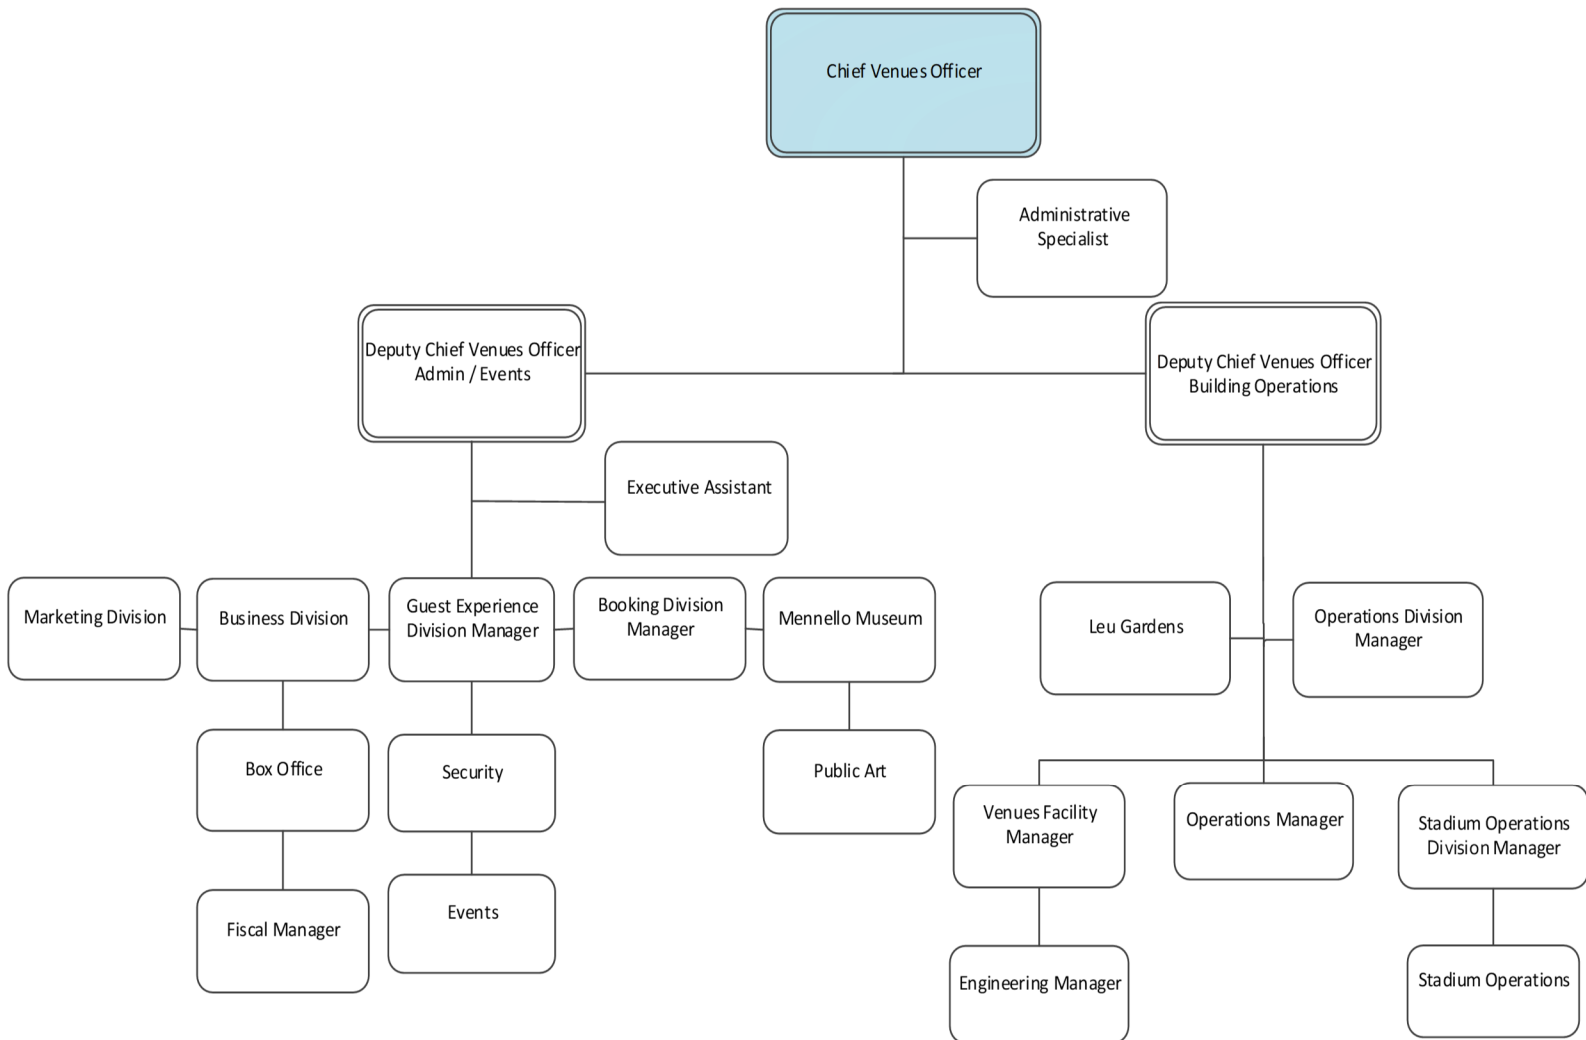 Chief Venues Officer
Administrative
Specialist
Deputy Chief Venues Officer
Admin / Events
Deputy Chief Venues Officer
Building Operations
Executive Assistant
Marketing Division
Business Division
Guest Experience
Division Manager
Booking Division
Manager
Mennello Museum
Leu Gardens
Operations Division
Manager
Box Office
Security
Public Art
Venues Facility
Manager
Operations Manager
Stadium Operations
Division Manager
Fiscal Manager
Events
Engineering Manager
Stadium Operations